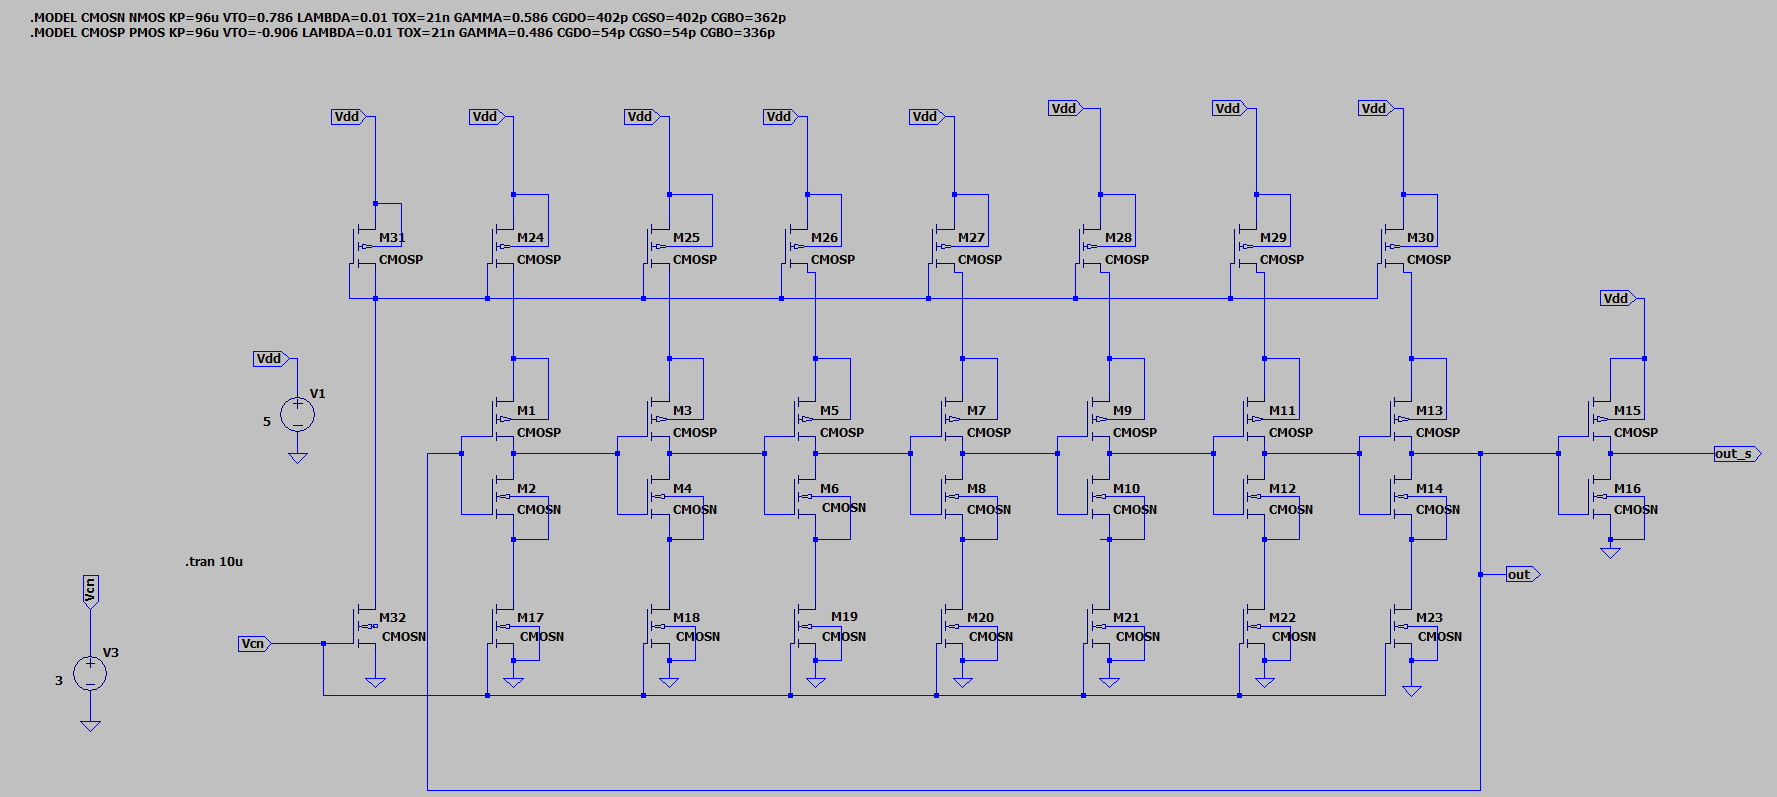 .MODEL CMOSN NMOS KP=96u VTO=0.786 LAMBDA=0.01 TOX=21n GAMMA=0.586 CGDO=402p CGSO=402p CGBO=362p
.MODEL CMOSP PMOS KP=96u VTO=-0.906 LAMBDA=0.01 TOX=21n GAMMA=0.486 CGDO=54p CGSO=54p CGBO=336p
Vdd Vdd Vdd Vdd Vdd Vdd Vdd Vdd
M31 M24 M25 M26 M27 M28 M29 M30
CMOSP CMOSP CMOSP CMOSP CMOSP CMOSP CMOSP CMOSP
Vdd
Vdd
V1
5
M1 M3 M5 M7 M9 M11 M13 M15
CMOSP CMOSP CMOSP CMOSP CMOSP CMOSP CMOSP CMOSP
out_s
M2 M4 M6 M8 M10 M12 M14 M16
CMOSN CMOSN CMOSN CMOSN CMOSN CMOSN CMOSN CMOSN
.tran 10u
out
Vcn
M32 M17 M18 M19 M20 M21 M22 M23
CMOSN CMOSN CMOSN CMOSN CMOSN CMOSN CMOSN CMOSN
Vcn
V3
3